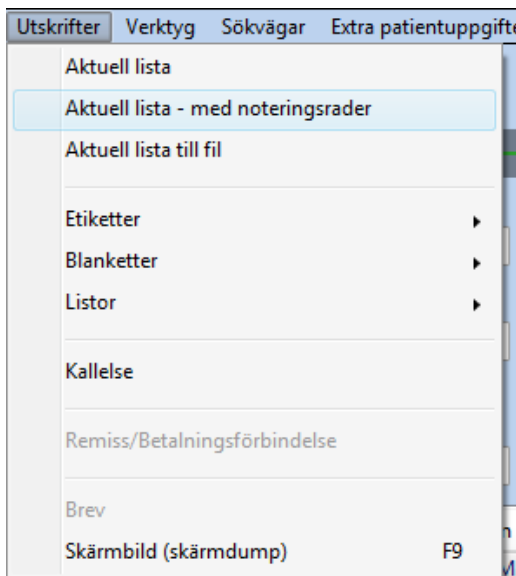 Utskrifter Verktyg Sökvägar Extra patientuppgifte
Aktuell lista
Aktuell lista - med noteringsrader
Aktuell lista till fil
Etiketter
Blanketter
Listor
Kallelse
Remiss/Betalningsförbindelse
Brev
Skärmbild (skärmdump) F9